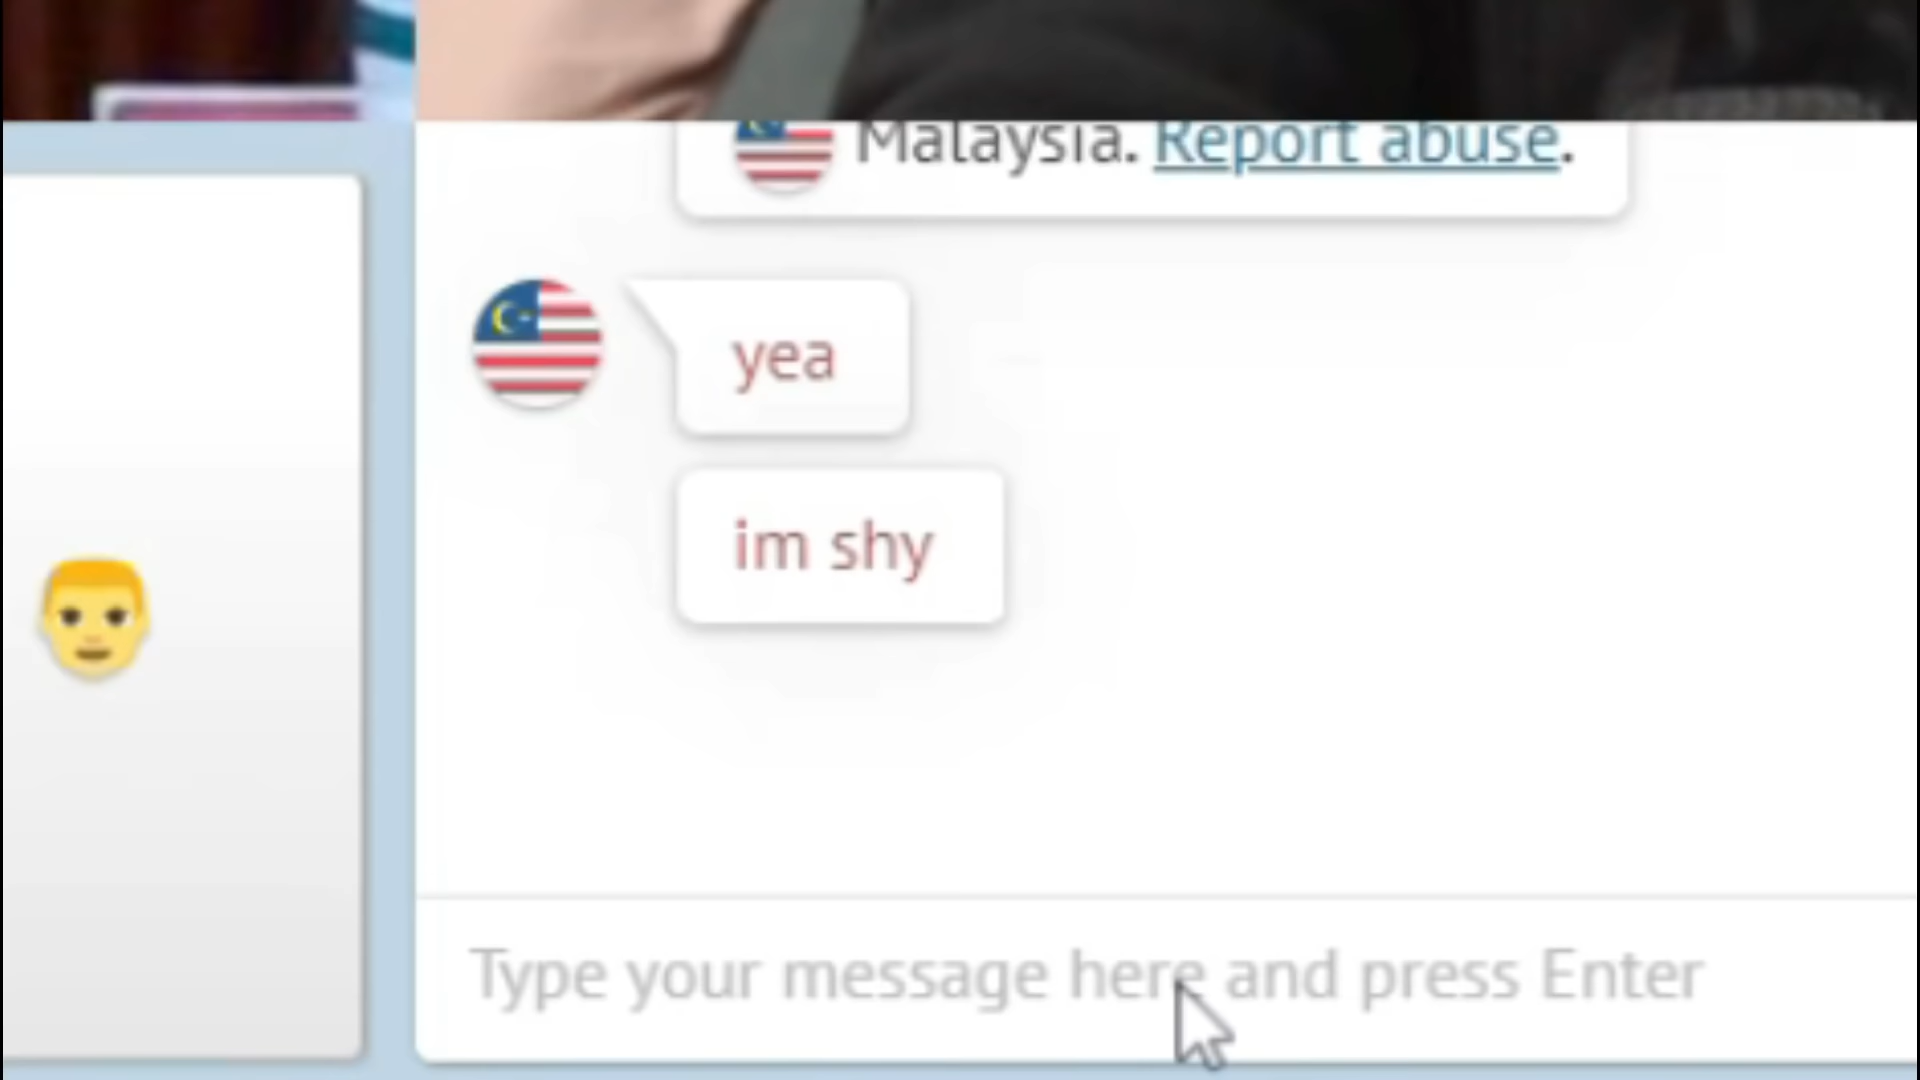 Malaysia. Report abuse.
yea
im shy
Type your message here and press Enter